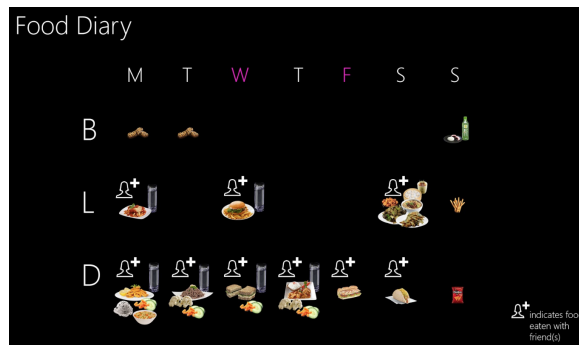 Food Diary
M T W T F S S
B
L
D
indicates foo
eaten with
friend(s)